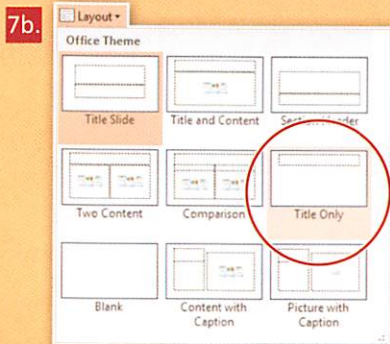 7b.
Layout
Office Theme
Title Slide
Title and Content
Section Header
Two Content
Comparison
Title Only
Blank
Content with
Caption
Picture with
Caption